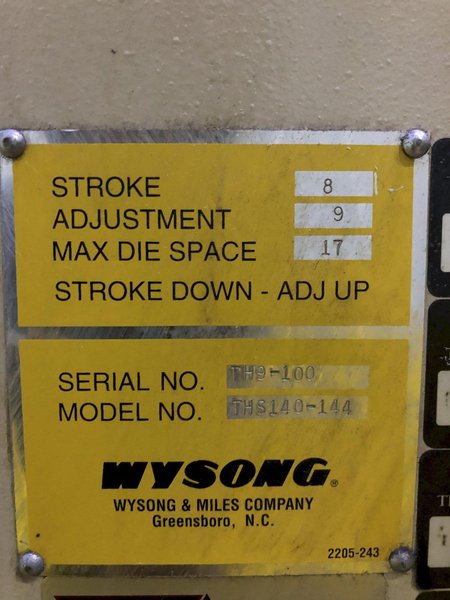 STROKE 8
ADJUSTMENT 9
MAX DIE SPACE 17
STROKE DOWN - ADJ UP
SERIAL NO. TH9-100
MODEL NO. THS140-144
WYSONG®
WYSONG & MILES COMPANY
Greensboro, N.C.
2205-243